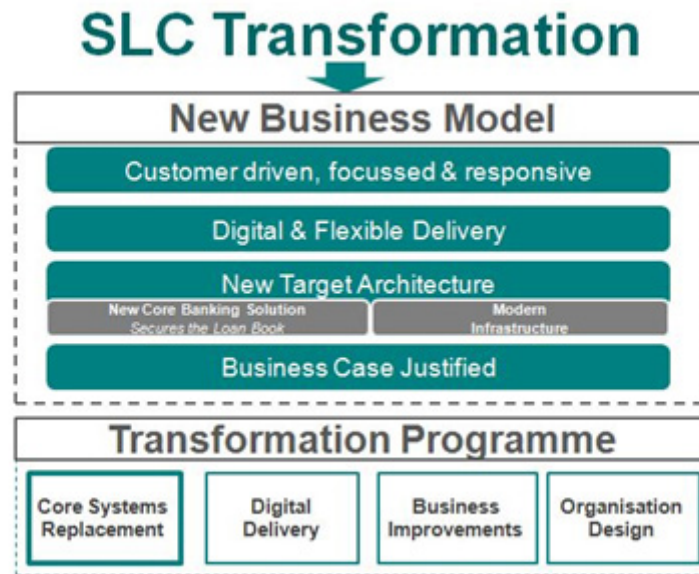 SLC Transformation
New Business Model
Customer driven, focussed & responsive
Digital & Flexible Delivery
New Target Architecture
New Core Banking Solution
Secures the Loan Book
Modern
Infrastructure
Business Case Justified
Transformation Programme
Core Systems
Replacement
Digital
Delivery
Business
Improvements
Organisation
Design